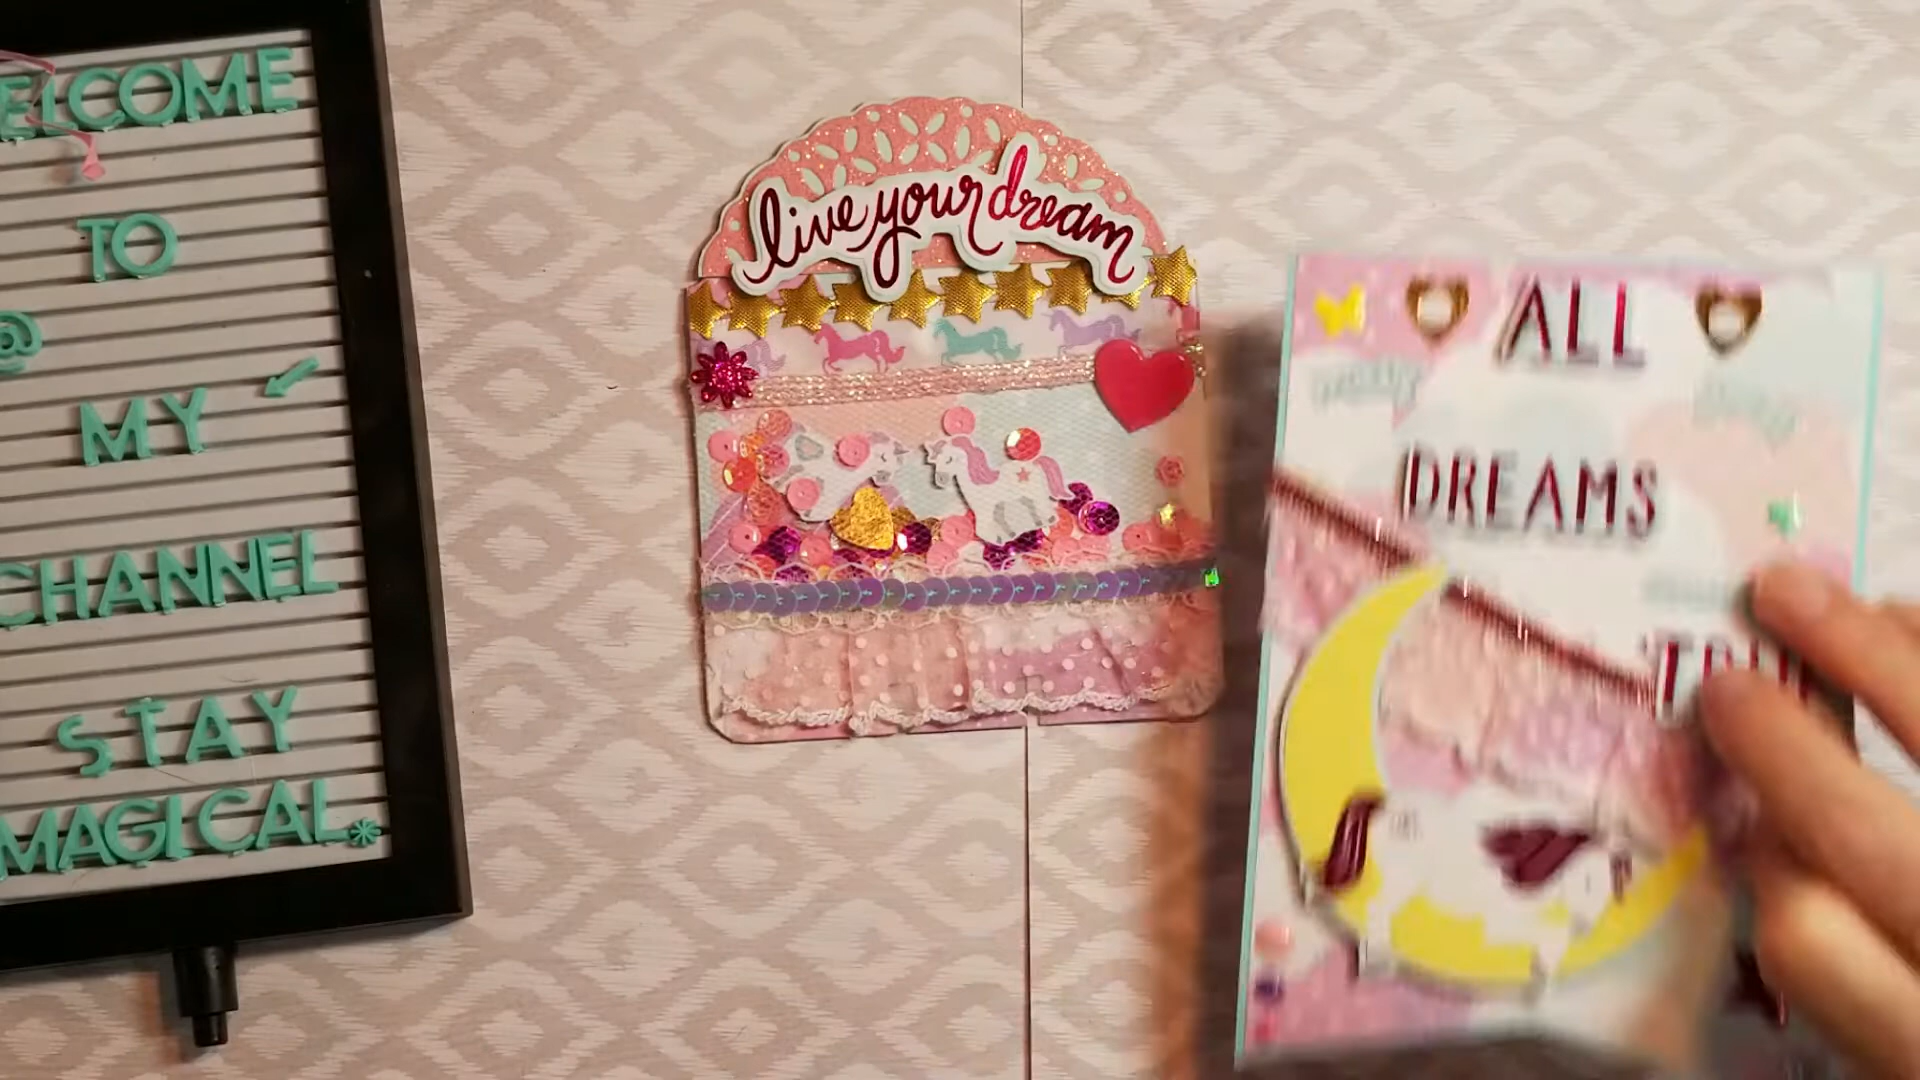 ELCOME
TO
@
MY
CHANNEL
STAY
MAGICAL*
live your dream
ALL
DREAMS